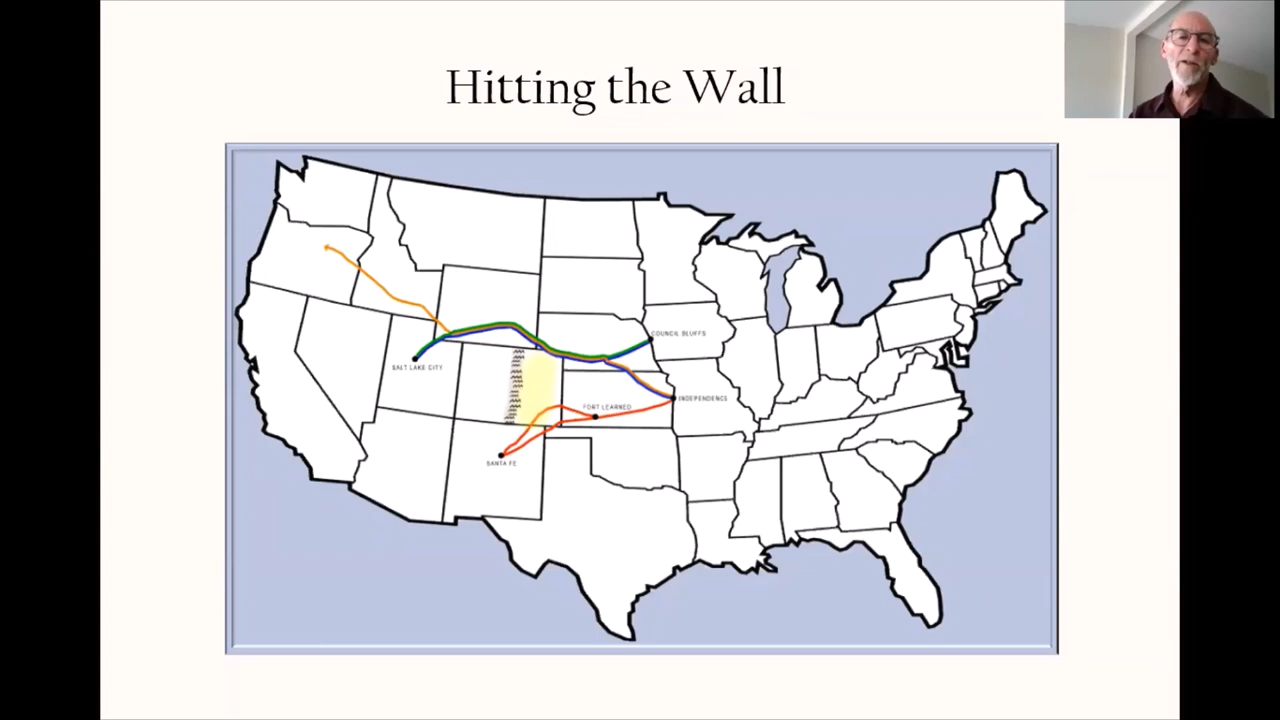 Hitting the Wall
COUNCIL BLUFFS
SALT LAKE CITY
INDEPENDENCE
FORT LEARNED
SANTA FE